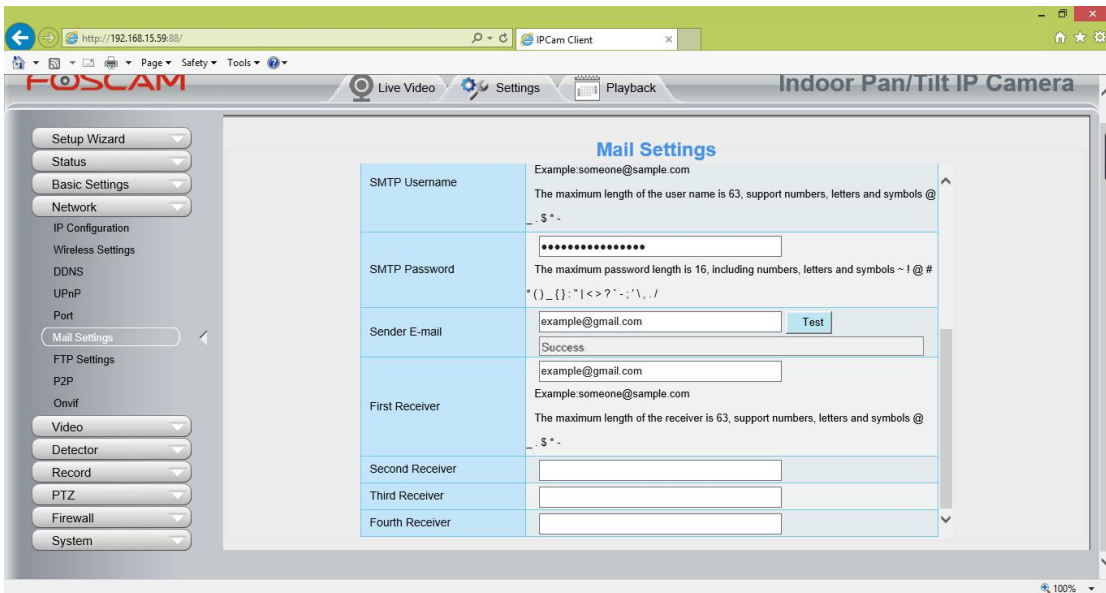 http://192.168.15.59:88/
IPCam Client
Page Safety Tools
FOSCAM
Live Video
Settings
Playback
Indoor Pan/Tilt IP Camera
Setup Wizard
Status
Basic Settings
Network
IP Configuration
Wireless Settings
DDNS
UPnP
Port
Mail Settings
FTP Settings
P2P
Onvif
Video
Detector
Record
PTZ
Firewall
System
Mail Settings
SMTP Username
Example:someone@sample.com
The maximum length of the user name is 63, support numbers, letters and symbols @
_ . $ * -
SMTP Password
••••••••••••••••
The maximum password length is 16, including numbers, letters and symbols ~ ! @ #
* ( ) _ { } : " | < > ? ` - ; ' \ , . /
Sender E-mail
example@gmail.com
Test
Success
First Receiver
example@gmail.com
Example:someone@sample.com
The maximum length of the receiver is 63, support numbers, letters and symbols @
_ . $ * -
Second Receiver
Third Receiver
Fourth Receiver
100%